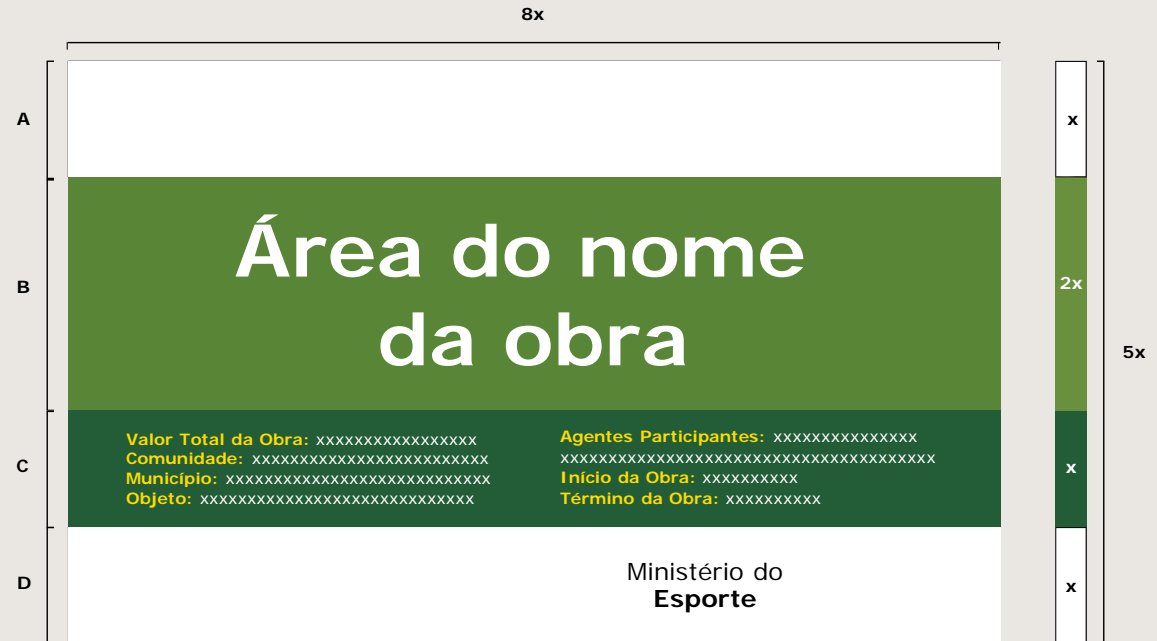 8x
A
x
Área do nome
da obra
B
2x
5x
Valor Total da Obra: xxxxxxxxxxxxxxxxx
Comunidade: xxxxxxxxxxxxxxxxxxxxxxxxx
Município: xxxxxxxxxxxxxxxxxxxxxxxxxxxx
Objeto: xxxxxxxxxxxxxxxxxxxxxxxxxxxxx
Agentes Participantes: xxxxxxxxxxxxxxx
xxxxxxxxxxxxxxxxxxxxxxxxxxxxxxxxxxxxxxx
Início da Obra: xxxxxxxxxx
Término da Obra: xxxxxxxxxx
C
x
Ministério do
Esporte
D
x